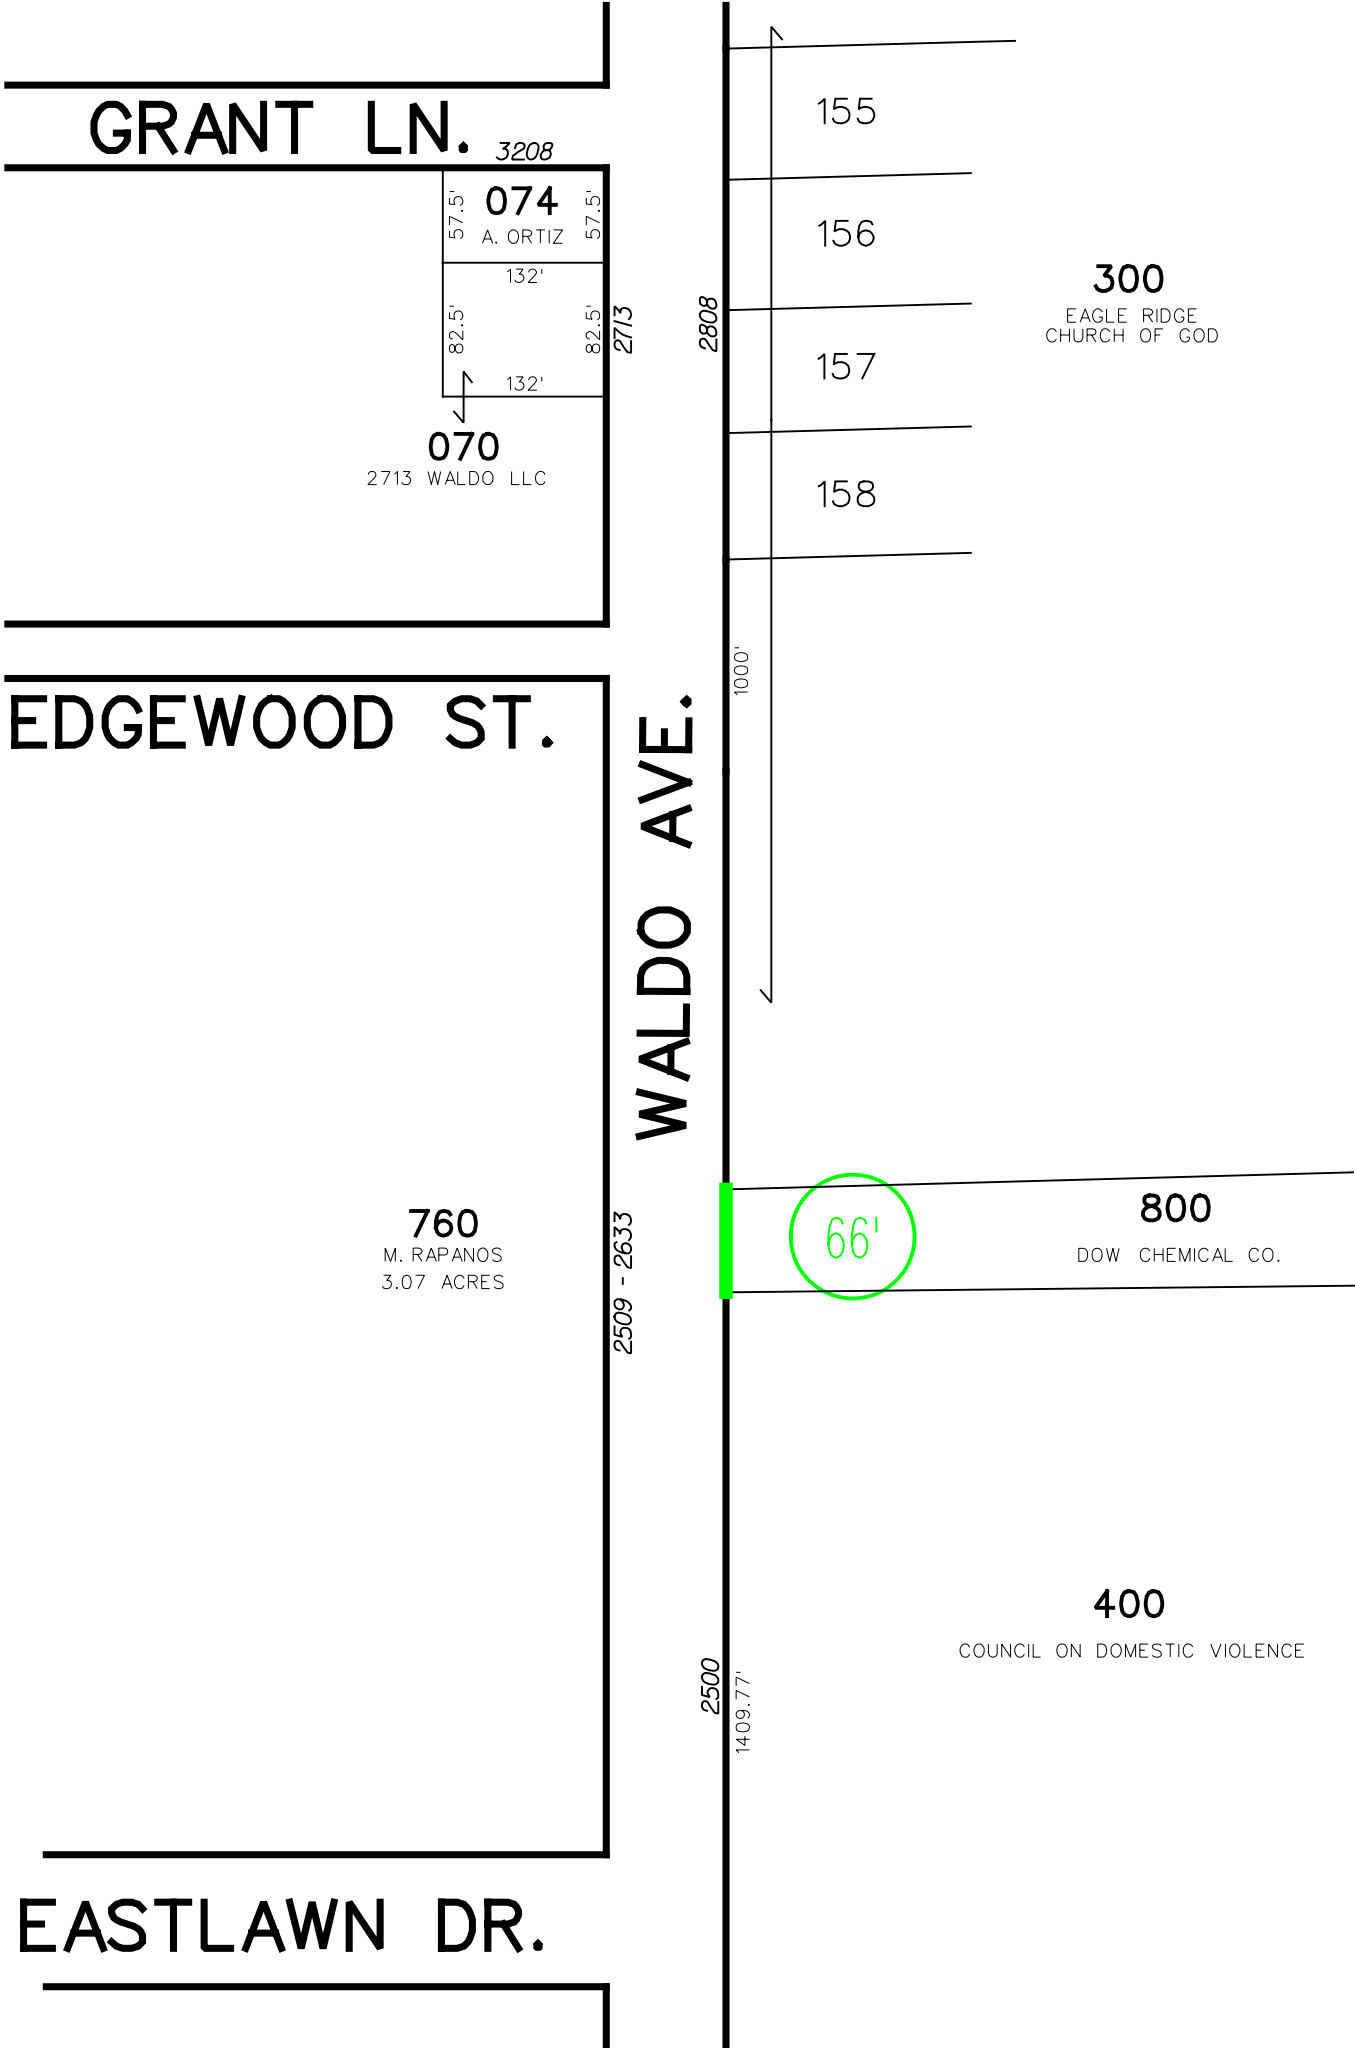 GRANT LN.
3208
155
57.5'
074
57.5'
A. ORTIZ
156
132'
300
EAGLE RIDGE
CHURCH OF GOD
82.5'
82.5'
2713
2808
157
132'
070
2713 WALDO LLC
158
1000'
EDGEWOOD ST.
WALDO AVE.
760
M. RAPANOS
3.07 ACRES
2509 - 2633
66'
800
DOW CHEMICAL CO.
400
COUNCIL ON DOMESTIC VIOLENCE
2500
1409.77'
EASTLAWN DR.